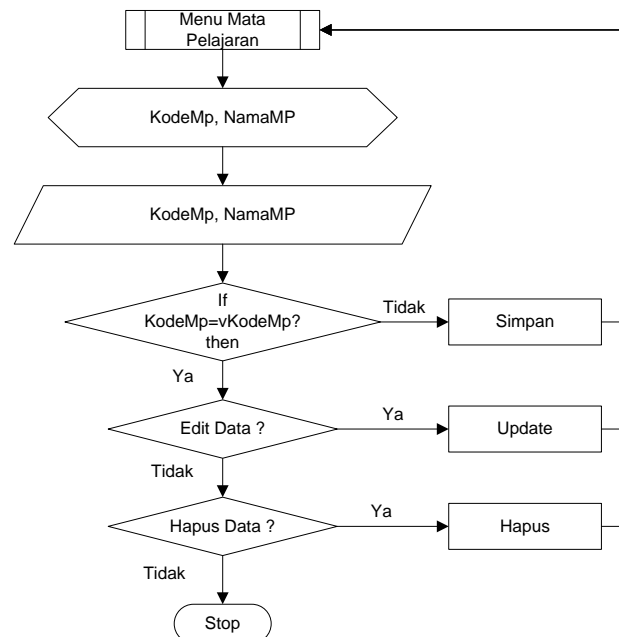 Menu Mata
Pelajaran
KodeMp, NamaMP
KodeMp, NamaMP
If
KodeMp=vKodeMp?
then
Tidak
Simpan
Ya
Edit Data ?
Ya
Update
Tidak
Hapus Data ?
Ya
Hapus
Tidak
Stop